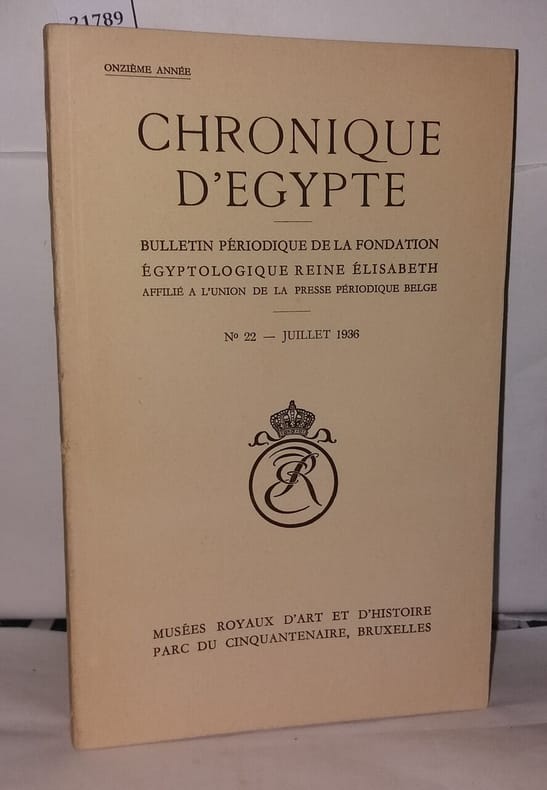 21789
ONZIÈME ANNÉE
CHRONIQUE
D'EGYPTE
BULLETIN PÉRIODIQUE DE LA FONDATION
ÉGYPTOLOGIQUE REINE ÉLISABETH
AFFILIÉ A L'UNION DE LA PRESSE PÉRIODIQUE BELGE
Nº 22 — JUILLET 1936
MUSÉES ROYAUX D'ART ET D'HISTOIRE
PARC DU CINQUANTENAIRE, BRUXELLES